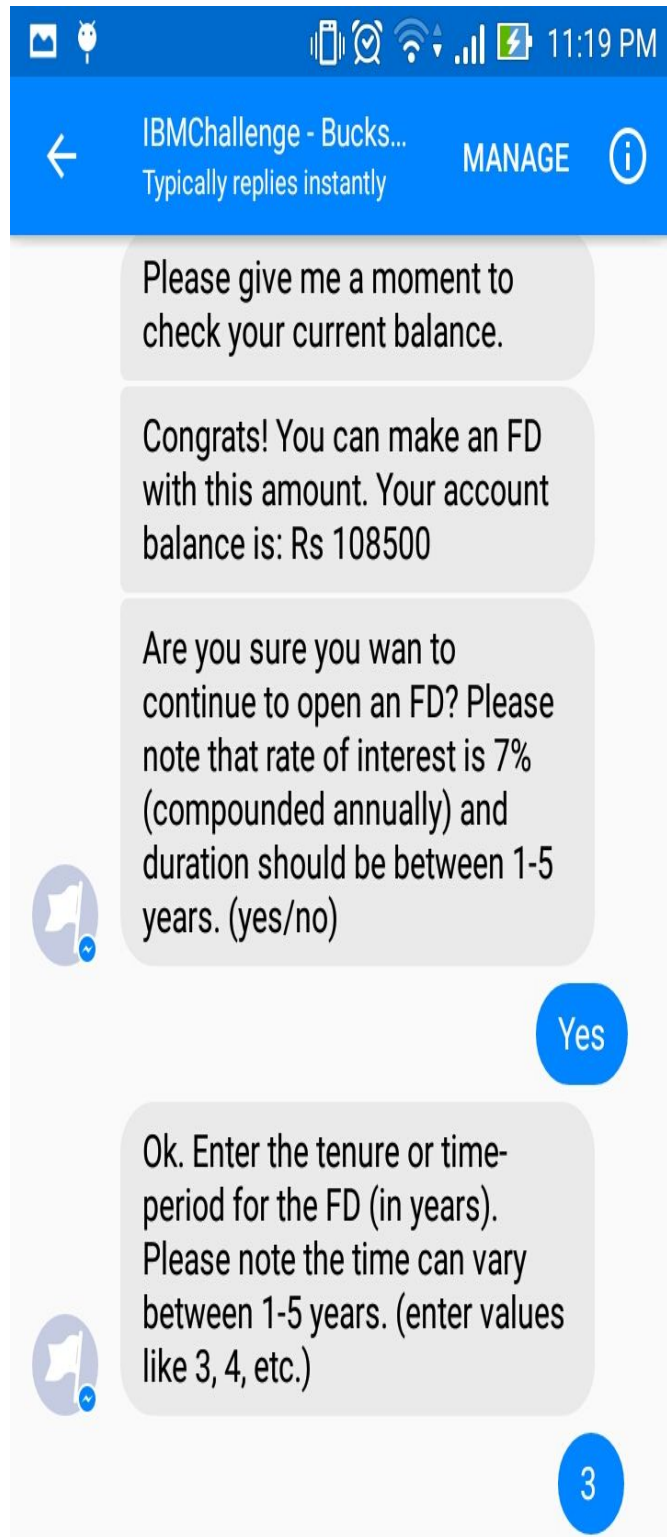 11:19 PM
IBMChallenge - Bucks...
Typically replies instantly
MANAGE
Please give me a moment to
check your current balance.
Congrats! You can make an FD
with this amount. Your account
balance is: Rs 108500
Are you sure you wan to
continue to open an FD? Please
note that rate of interest is 7%
(compounded annually) and
duration should be between 1-5
years. (yes/no)
Yes
Ok. Enter the tenure or time-
period for the FD (in years).
Please note the time can vary
between 1-5 years. (enter values
like 3, 4, etc.)
3